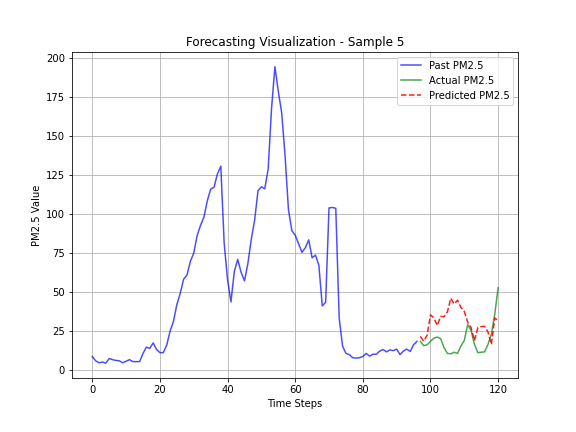 Forecasting Visualization - Sample 5
Past PM2.5
Actual PM2.5
Predicted PM2.5
PM2.5 Value
200
175
150
125
100
75
50
25
0
0 20 40 60 80 100 120
Time Steps